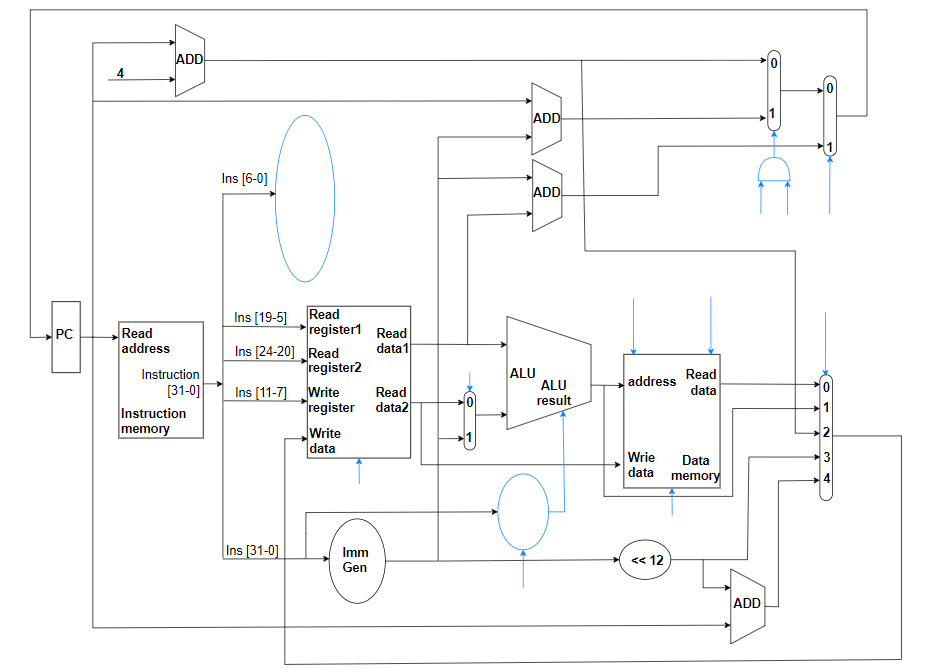 ADD
4
0
0
1
ADD
1
Ins [6-0]
ADD
PC
Read
address
Instruction
[31-0]
Instruction
memory
Ins [19-5]
Ins [24-20]
Ins [11-7]
Read
register1
Read
data1
Read
register2
Write
register
Read
data2
Write
data
0
1
ALU
ALU
result
address
Read
data
Wrie
data
Data
memory
0
1
2
3
4
Ins [31-0]
Imm
Gen
<< 12
ADD